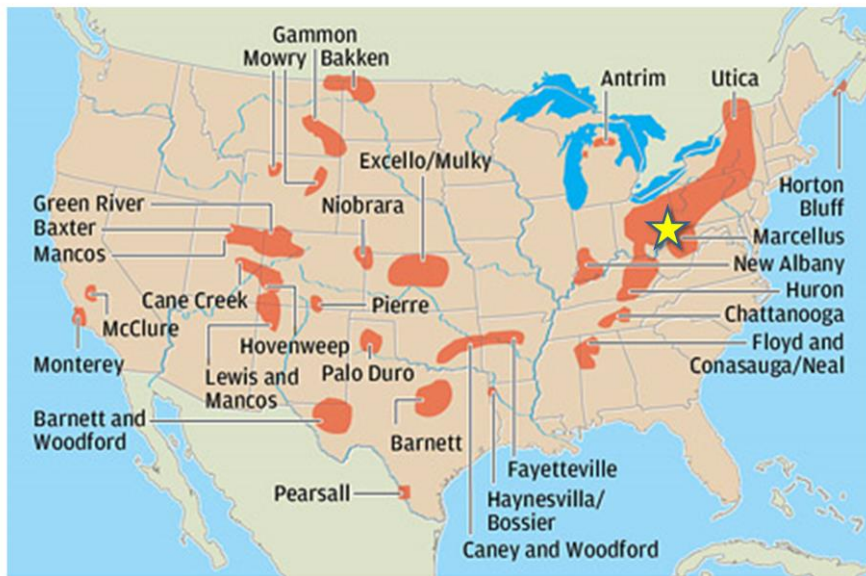 Gammon
Mowry
Bakken
Antrim
Utica
Excello/Mulky
Green River
Niobrara
Horton
Bluff
Baxter
Marcellus
Mancos
New Albany
Cane Creek
Pierre
Huron
McClure
Chattanooga
Hovenweep
Floyd and
Conasauga/Neal
Monterey
Lewis and
Mancos
Palo Duro
Barnett and
Woodford
Barnett
Fayetteville
Pearsall
Haynesvilla/
Bossier
Caney and Woodford